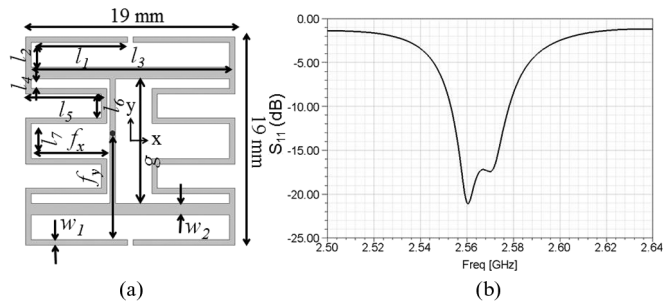 19 mm
l2
l1
l3
l4
l5
l6
y
x
l7
fx
g
fy
w1
w2
19 mm
(a)
0.00
-5.00
-10.00
-15.00
-20.00
-25.00
S11 (dB)
2.50 2.52 2.54 2.56 2.58 2.60 2.62 2.64
Freq [GHz]
(b)